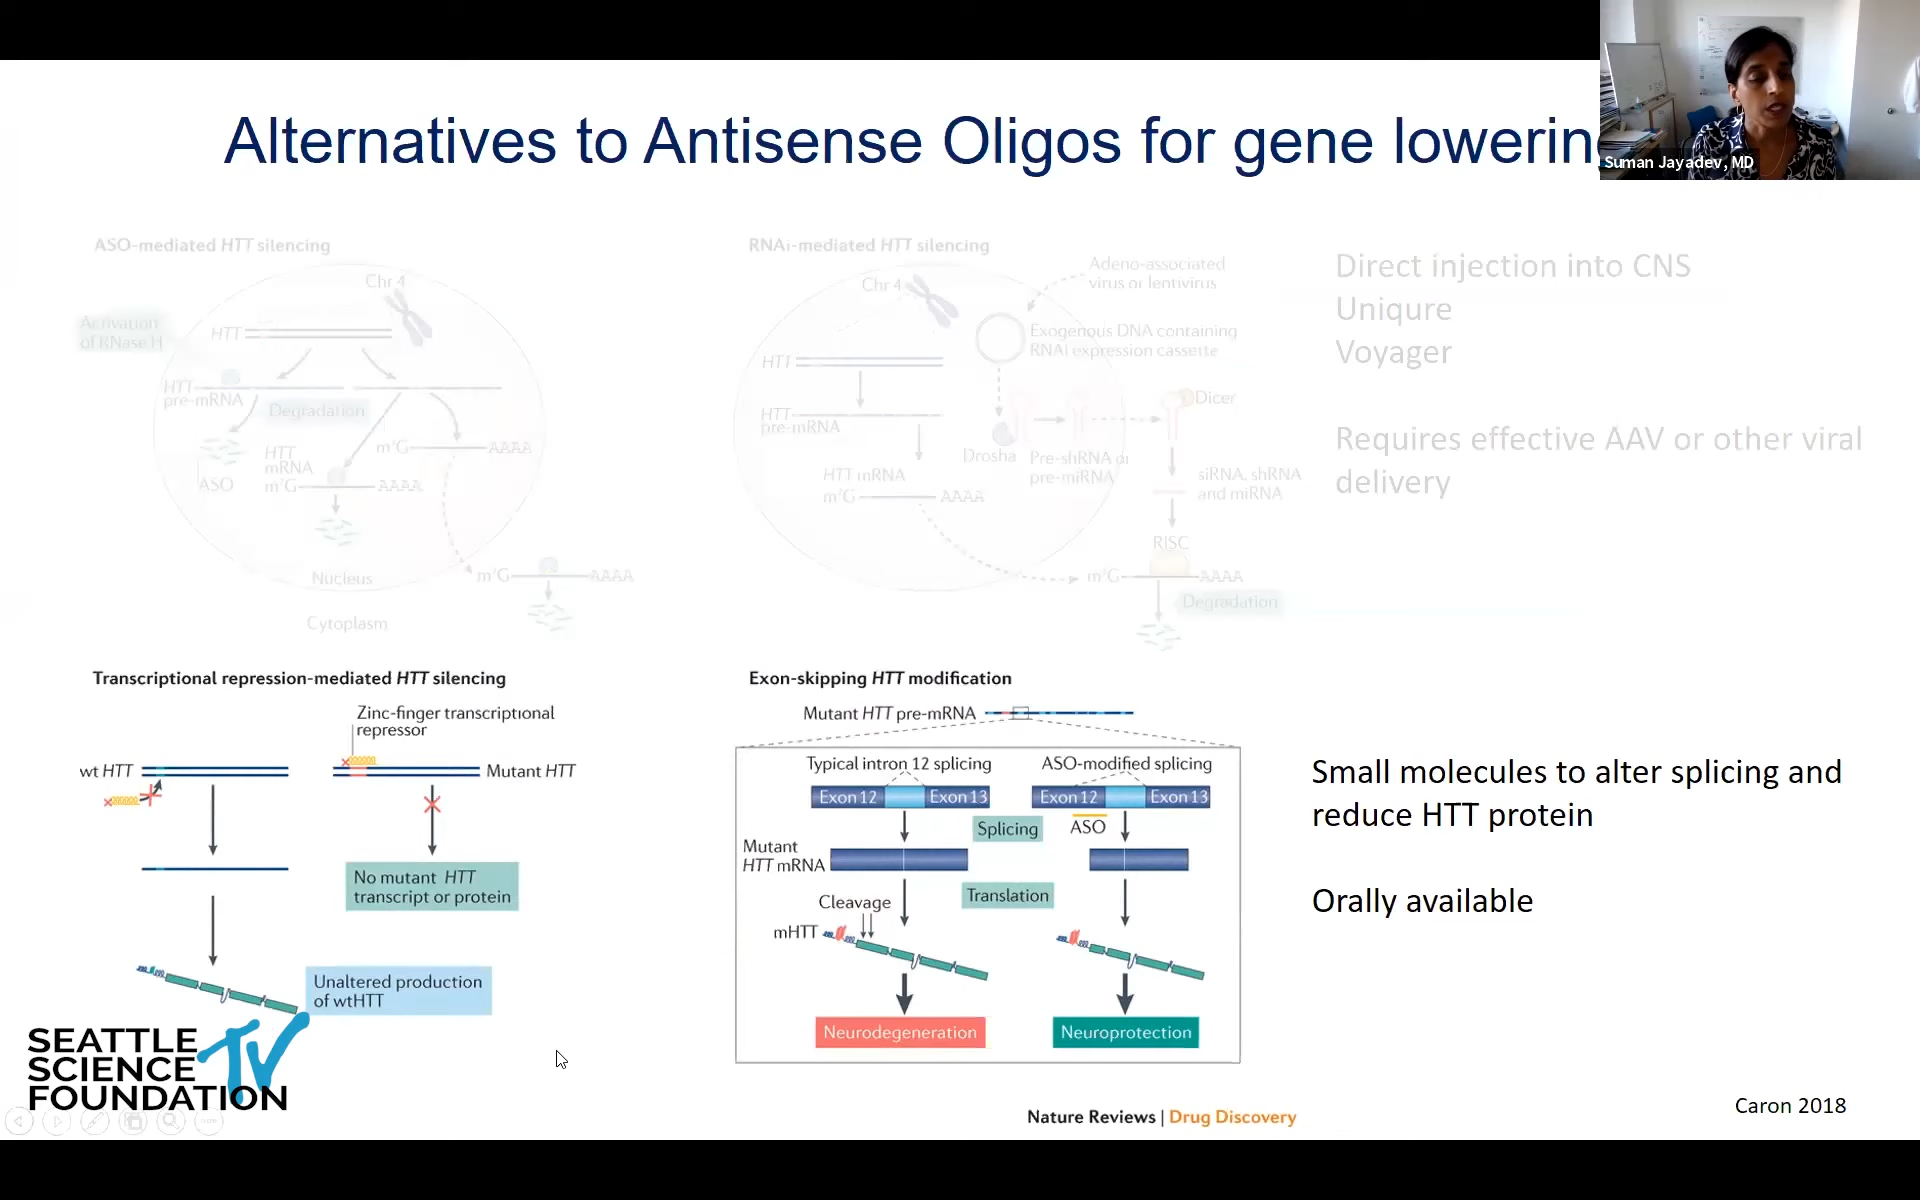 Alternatives to Antisense Oligos for gene lowerin
Suman Jayadev, MD
ASO-mediated HTT silencing
Chr 4
Activation
of RNase H
HTT
HTT
pre-mRNA
Degradation
HTT
mRNA
m⁷G
AAAA
ASO
m⁷G
AAAA
Nucleus
m⁷G
AAAA
Cytoplasm
RNAi-mediated HTT silencing
Adeno-associated
virus or lentivirus
Chr 4
Exogenous DNA containing
RNAi expression cassette
HTT
Dicer
HTT
pre-mRNA
Drosha
Pre-shRNA or
pre-miRNA
HTT mRNA
m⁷G
AAAA
siRNA, shRNA
and miRNA
RISC
m⁷G
AAAA
Degradation
Direct injection into CNS
Uniqure
Voyager
Requires effective AAV or other viral
delivery
Transcriptional repression-mediated HTT silencing
Zinc-finger transcriptional
repressor
wt HTT
Mutant HTT
No mutant HTT
transcript or protein
Unaltered production
of wtHTT
Exon-skipping HTT modification
Mutant HTT pre-mRNA
Typical intron 12 splicing
ASO-modified splicing
Exon 12
Exon 13
Exon 12
Exon 13
Splicing
ASO
Mutant
HTT mRNA
Translation
Cleavage
mHTT
Neurodegeneration
Neuroprotection
Small molecules to alter splicing and
reduce HTT protein
Orally available
SEATTLE
SCIENCE
FOUNDATION
TV
Nature Reviews | Drug Discovery
Caron 2018